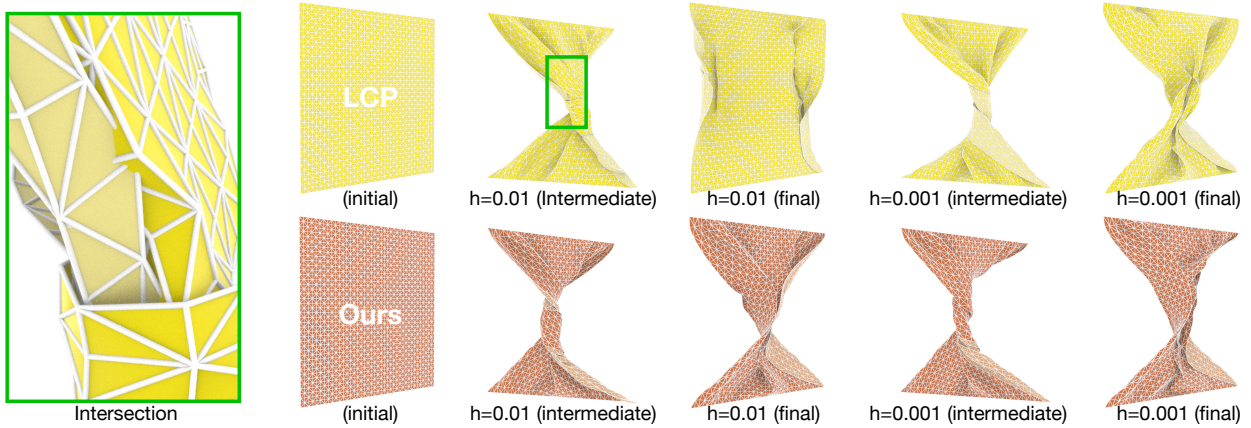 LCP
(initial)
h=0.01 (Intermediate)
h=0.01 (final)
h=0.001 (intermediate)
h=0.001 (final)
Ours
Intersection
(initial)
h=0.01 (intermediate)
h=0.01 (final)
h=0.001 (intermediate)
h=0.001 (final)